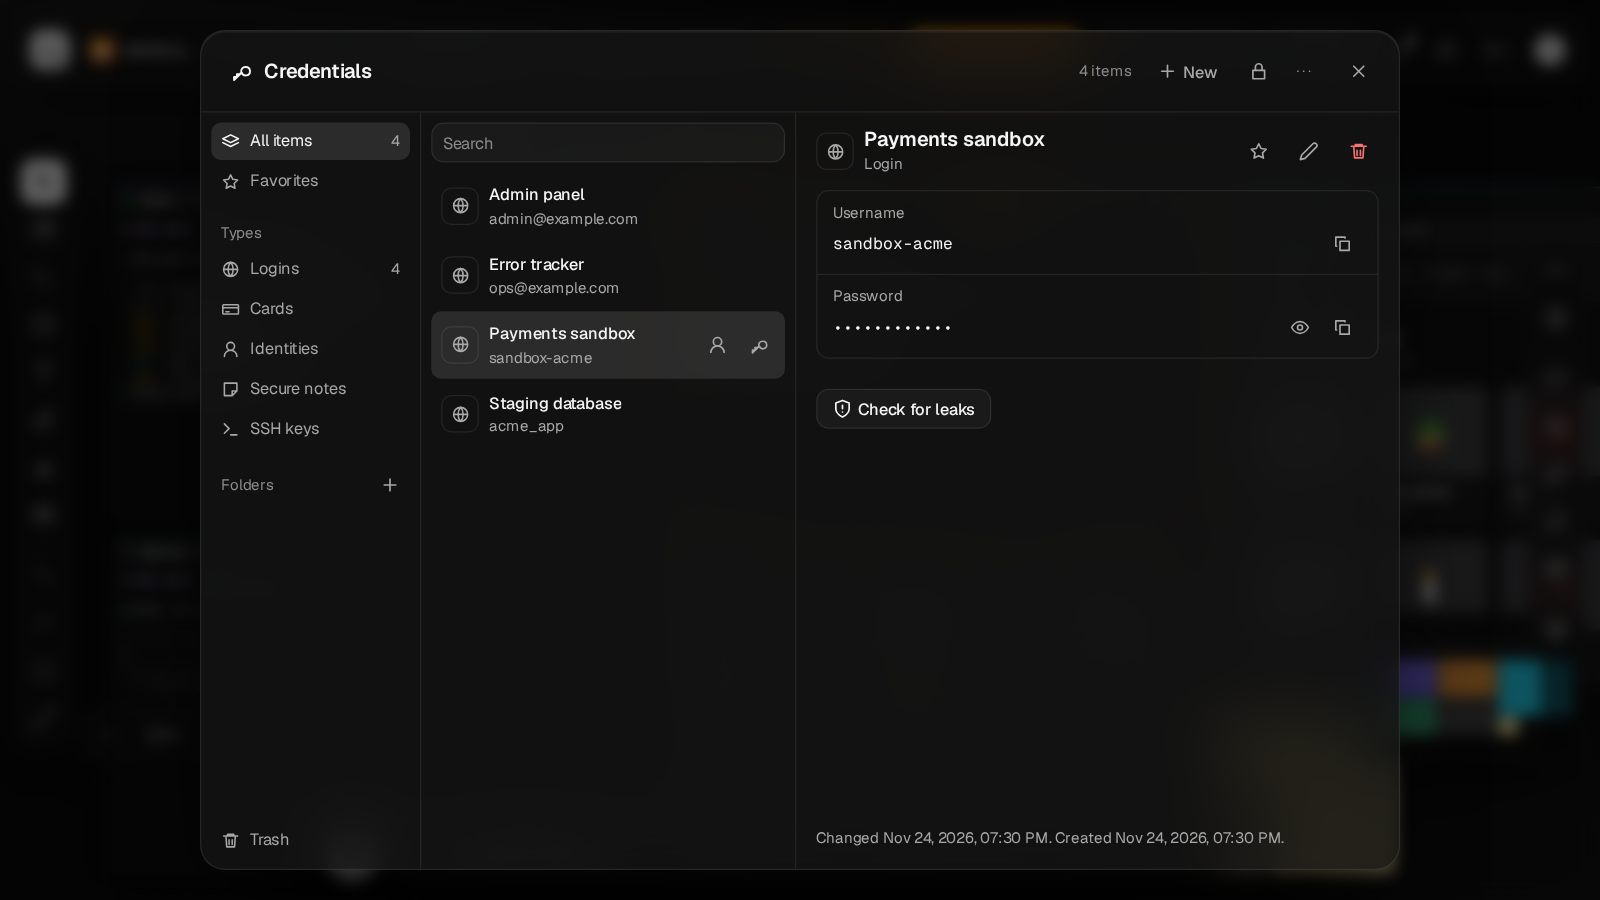 Credentials
4 items
New
All items 4
Favorites
Types
Logins 4
Cards
Identities
Secure notes
SSH keys
Folders
Trash
Search
Admin panel
admin@example.com
Error tracker
ops@example.com
Payments sandbox
sandbox-acme
Staging database
acme_app
Payments sandbox
Login
Username
sandbox-acme
Password
••••••••••••
Check for leaks
Changed Nov 24, 2026, 07:30 PM. Created Nov 24, 2026, 07:30 PM.